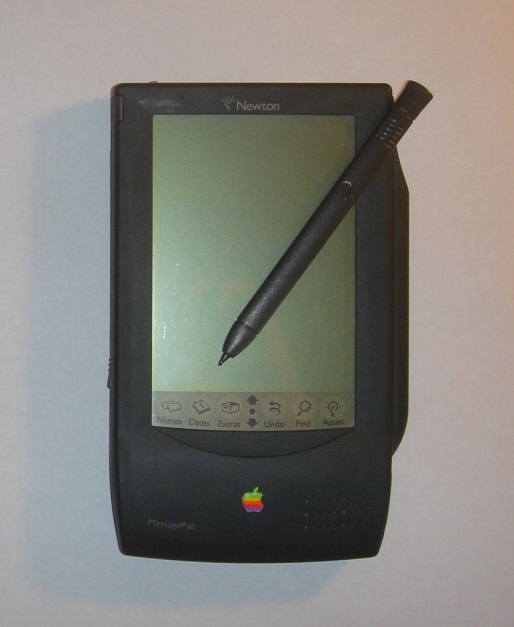 Newton
Names Dates Extras Undo Find Assist
MessagePad